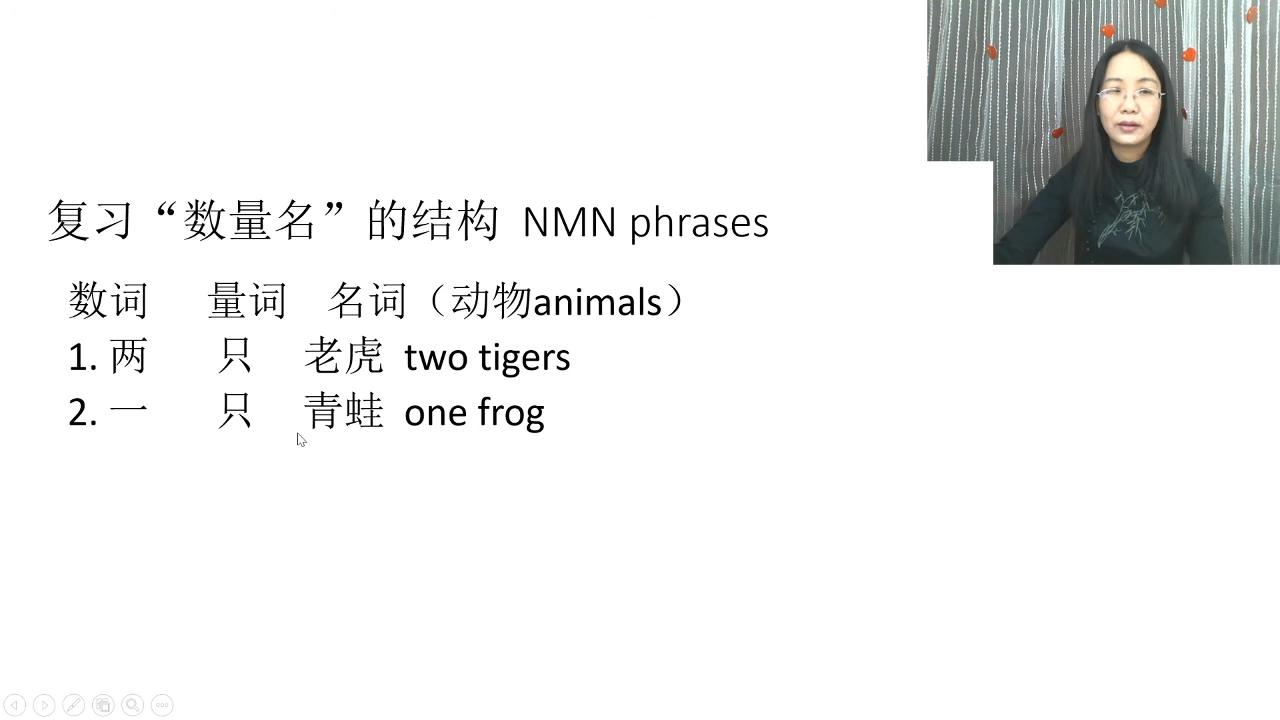 复习“数量名”的结构 NMN phrases
数词 量词 名词（动物animals）
1. 两 只 老虎 two tigers
2. 一 只 青蛙 one frog